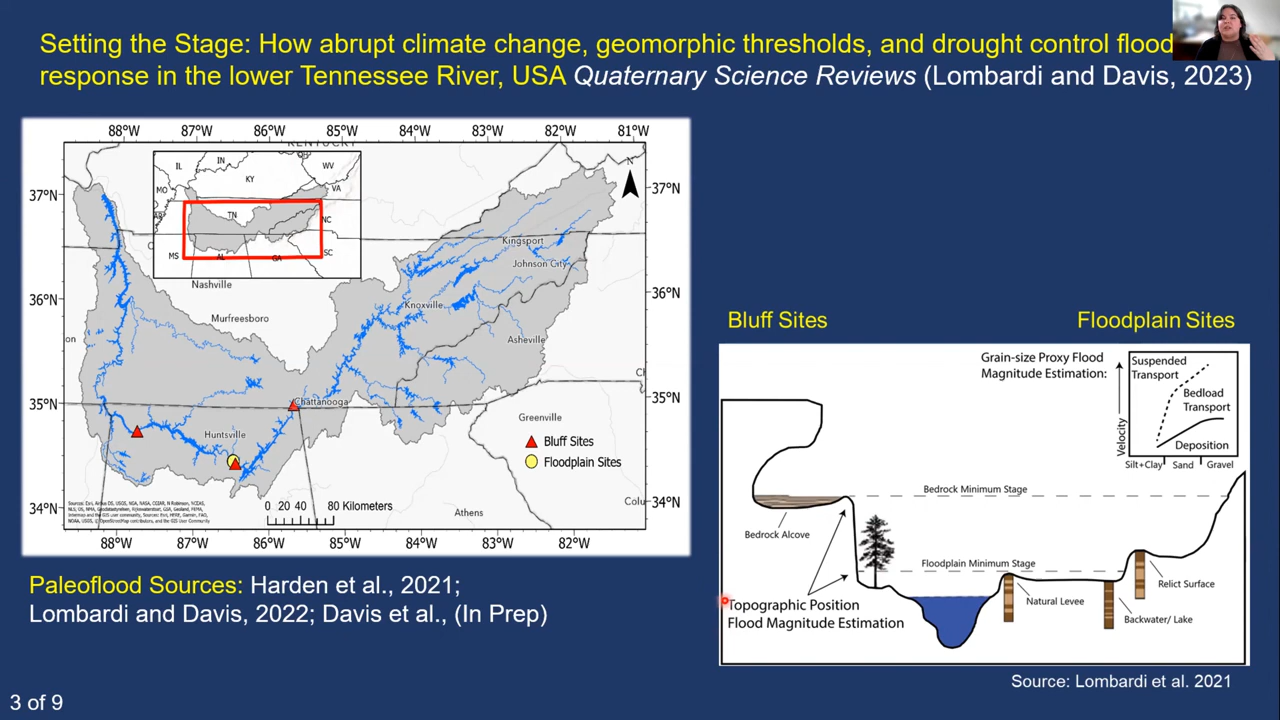 Setting the Stage: How abrupt climate change, geomorphic thresholds, and drought control flood
response in the lower Tennessee River, USA Quaternary Science Reviews (Lombardi and Davis, 2023)
88°W 87°W 86°W 85°W 84°W 83°W 82°W 81°W
KENTUCKY
N
IL IN WV
KY
MO VA
TN NC
SC
MS AL GA
37°N 37°N
Kingsport
Johnson City
Nashville
36°N 36°N
Knoxville
Murfreesboro
Asheville
35°N 35°N
Chattanooga
Greenville
Huntsville
Bluff Sites
Floodplain Sites
0 20 40 80 Kilometers
34°N 34°N
Athens
88°W 87°W 86°W 85°W 84°W 83°W 82°W
Bluff Sites Floodplain Sites
Grain-size Proxy Flood
Magnitude Estimation:
Velocity
Suspended
Transport
Bedload
Transport
Deposition
Silt+Clay Sand Gravel
Bedrock Minimum Stage
Bedrock Alcove
Floodplain Minimum Stage
Relict Surface
Natural Levee
Backwater/ Lake
Topographic Position
Flood Magnitude Estimation
Paleoflood Sources: Harden et al., 2021;
Lombardi and Davis, 2022; Davis et al., (In Prep)
Source: Lombardi et al. 2021
3 of 9